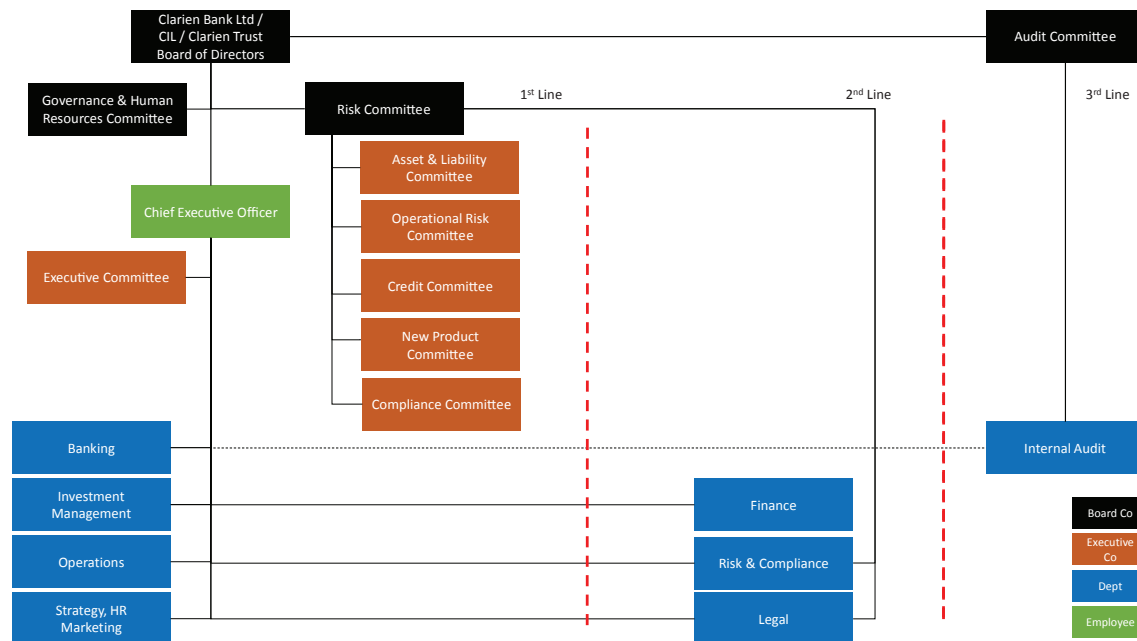 Clarien Bank Ltd /
CIL / Clarien Trust
Board of Directors
Audit Committee
Governance & Human
Resources Committee
Risk Committee
1st Line
2nd Line
3rd Line
Asset & Liability
Committee
Chief Executive Officer
Operational Risk
Committee
Executive Committee
Credit Committee
New Product
Committee
Compliance Committee
Banking
Internal Audit
Investment
Management
Finance
Board Co
Executive
Co
Operations
Risk & Compliance
Dept
Strategy, HR
Marketing
Legal
Employee